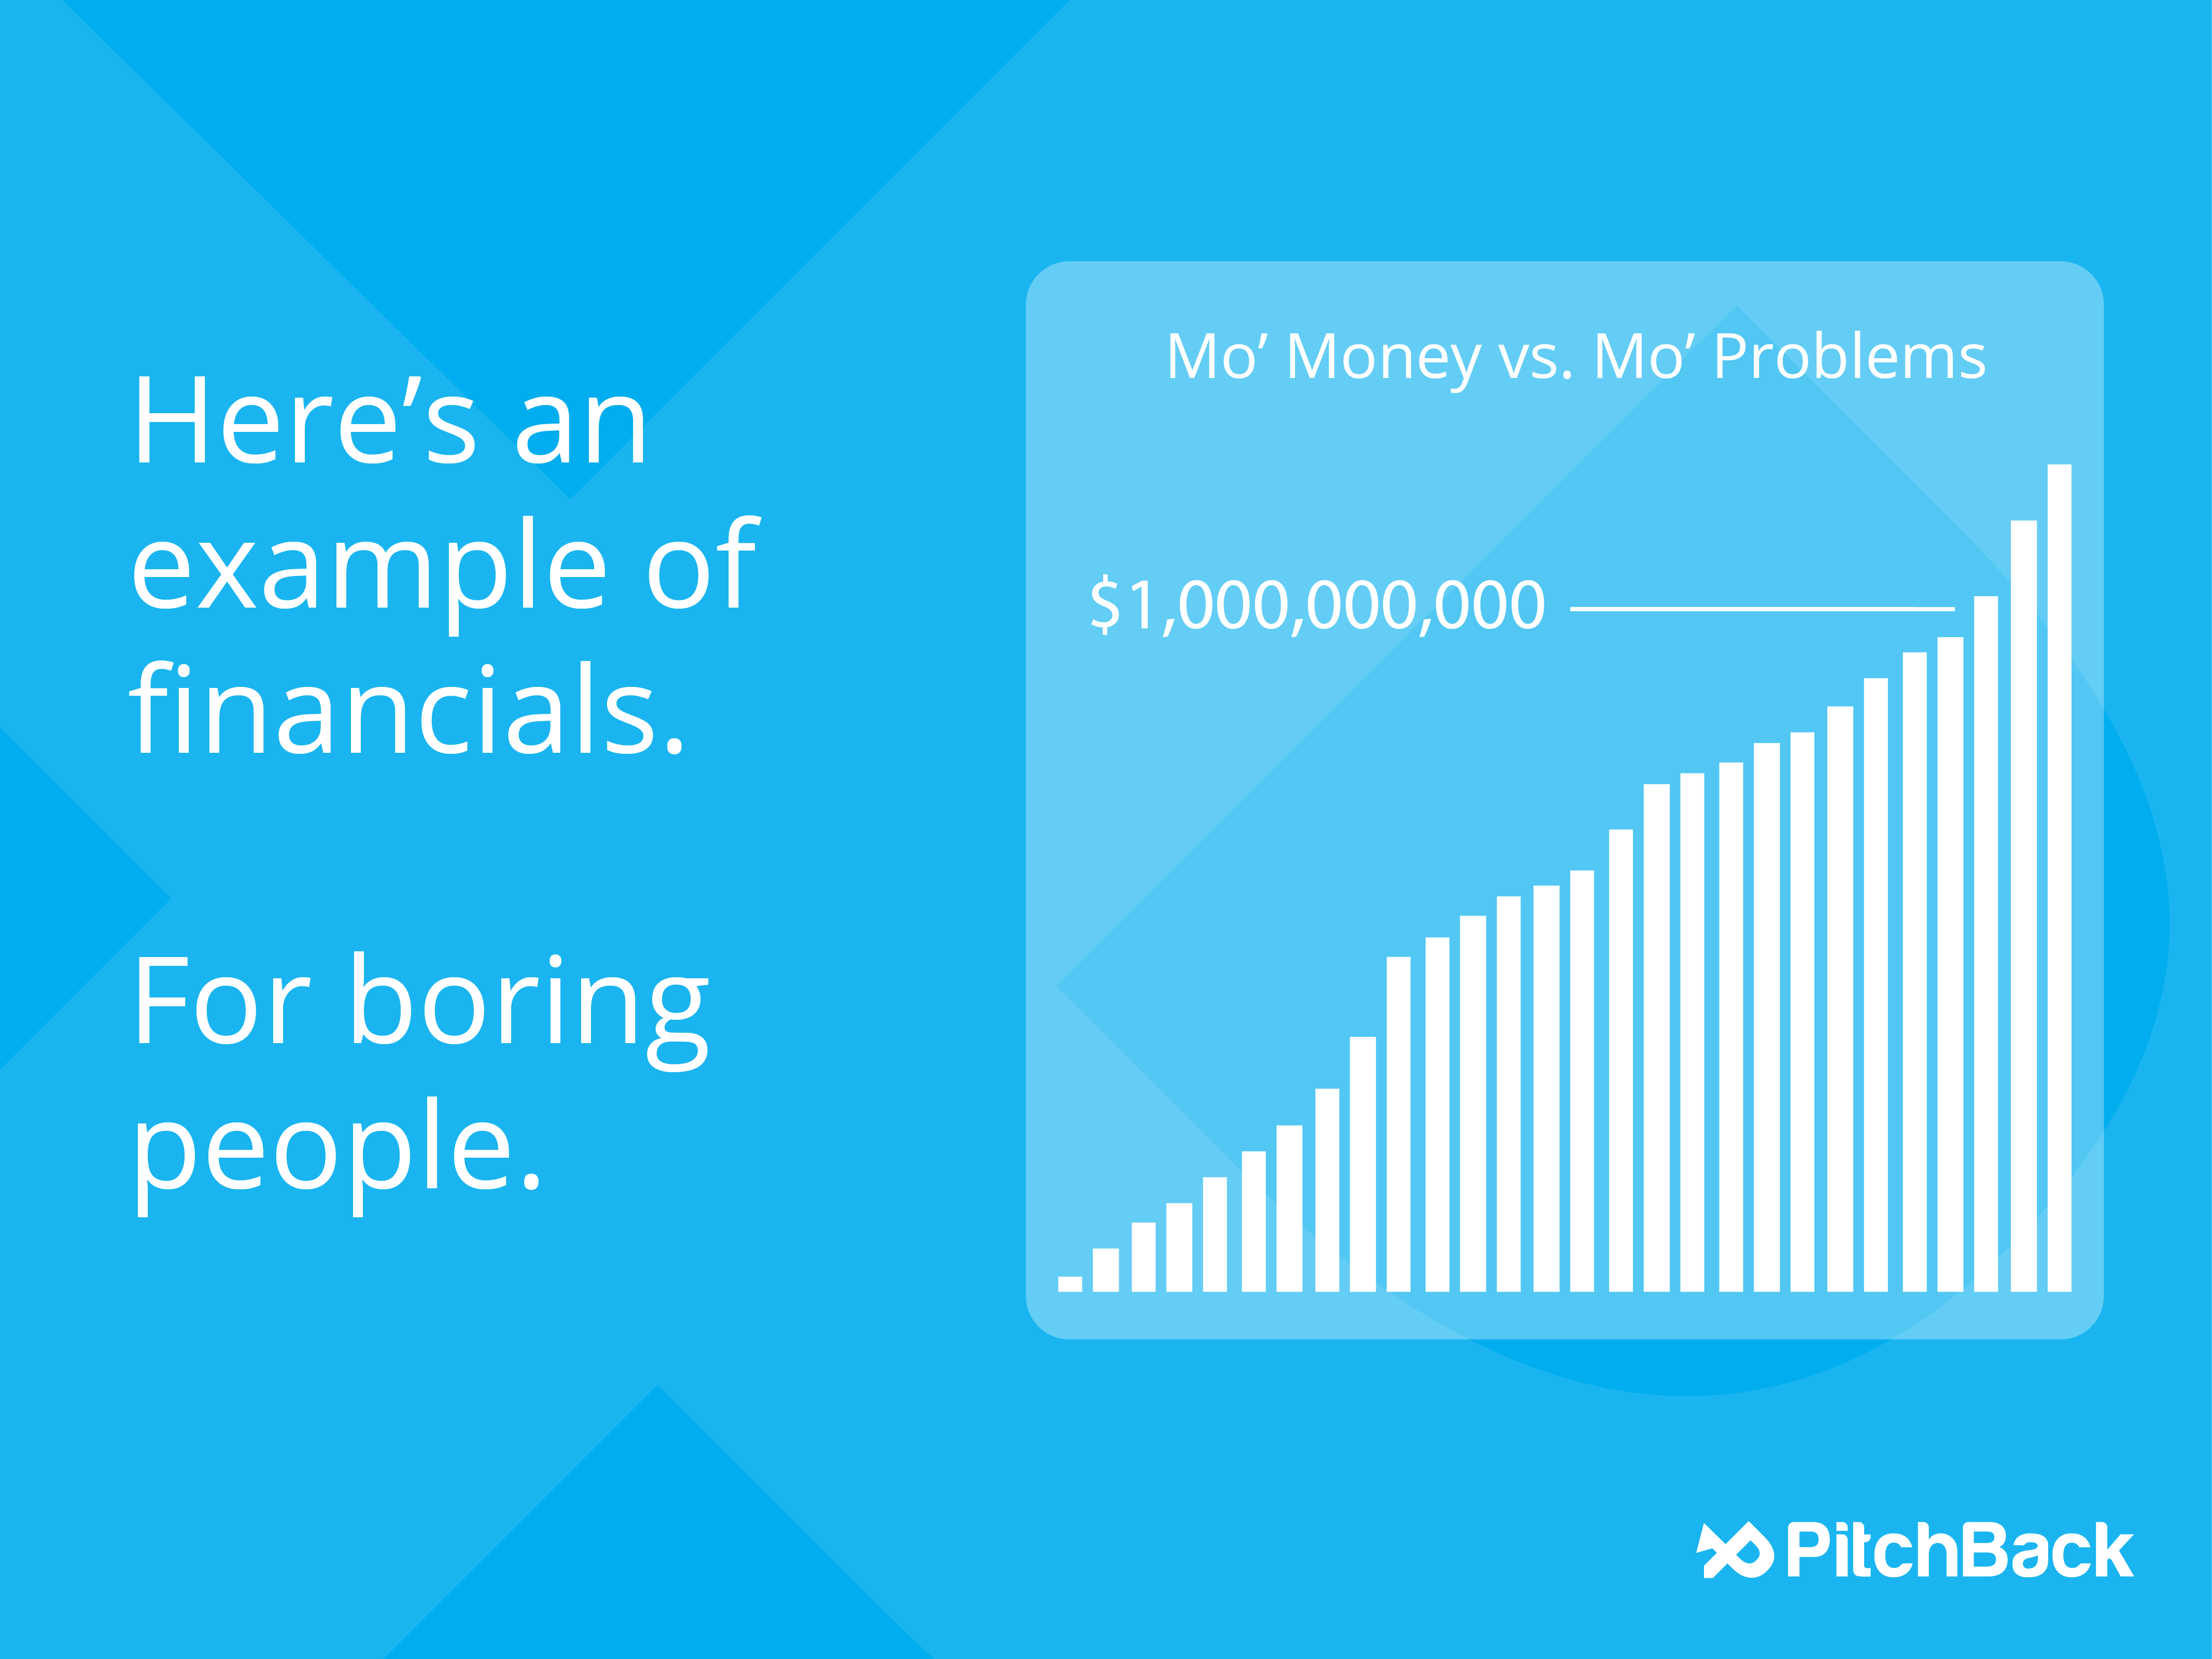 Here’s an
example of
financials.
For boring
people.
Mo’ Money vs. Mo’ Problems
$1,000,000,000
PitchBack